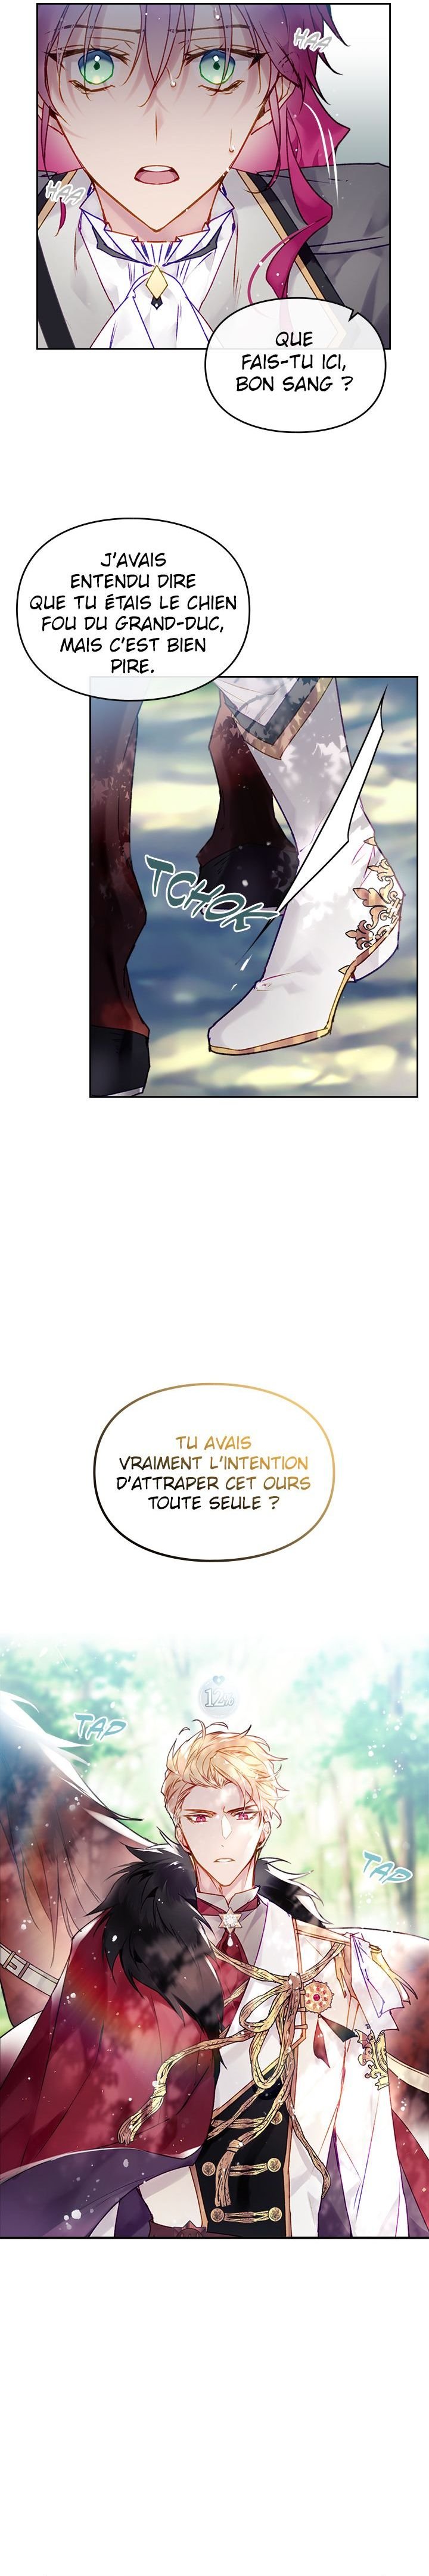 HAA
HAA
QUE
FAIS-TU ICI,
BON SANG ?
J'AVAIS
ENTENDU DIRE
QUE TU ÉTAIS LE CHIEN
FOU DU GRAND-DUC,
MAIS C'EST BIEN
PIRE.
TCHOK
TU AVAIS
VRAIMENT L'INTENTION
D'ATTRAPER CET OURS
TOUTE SEULE ?
12%
TAP
TAP